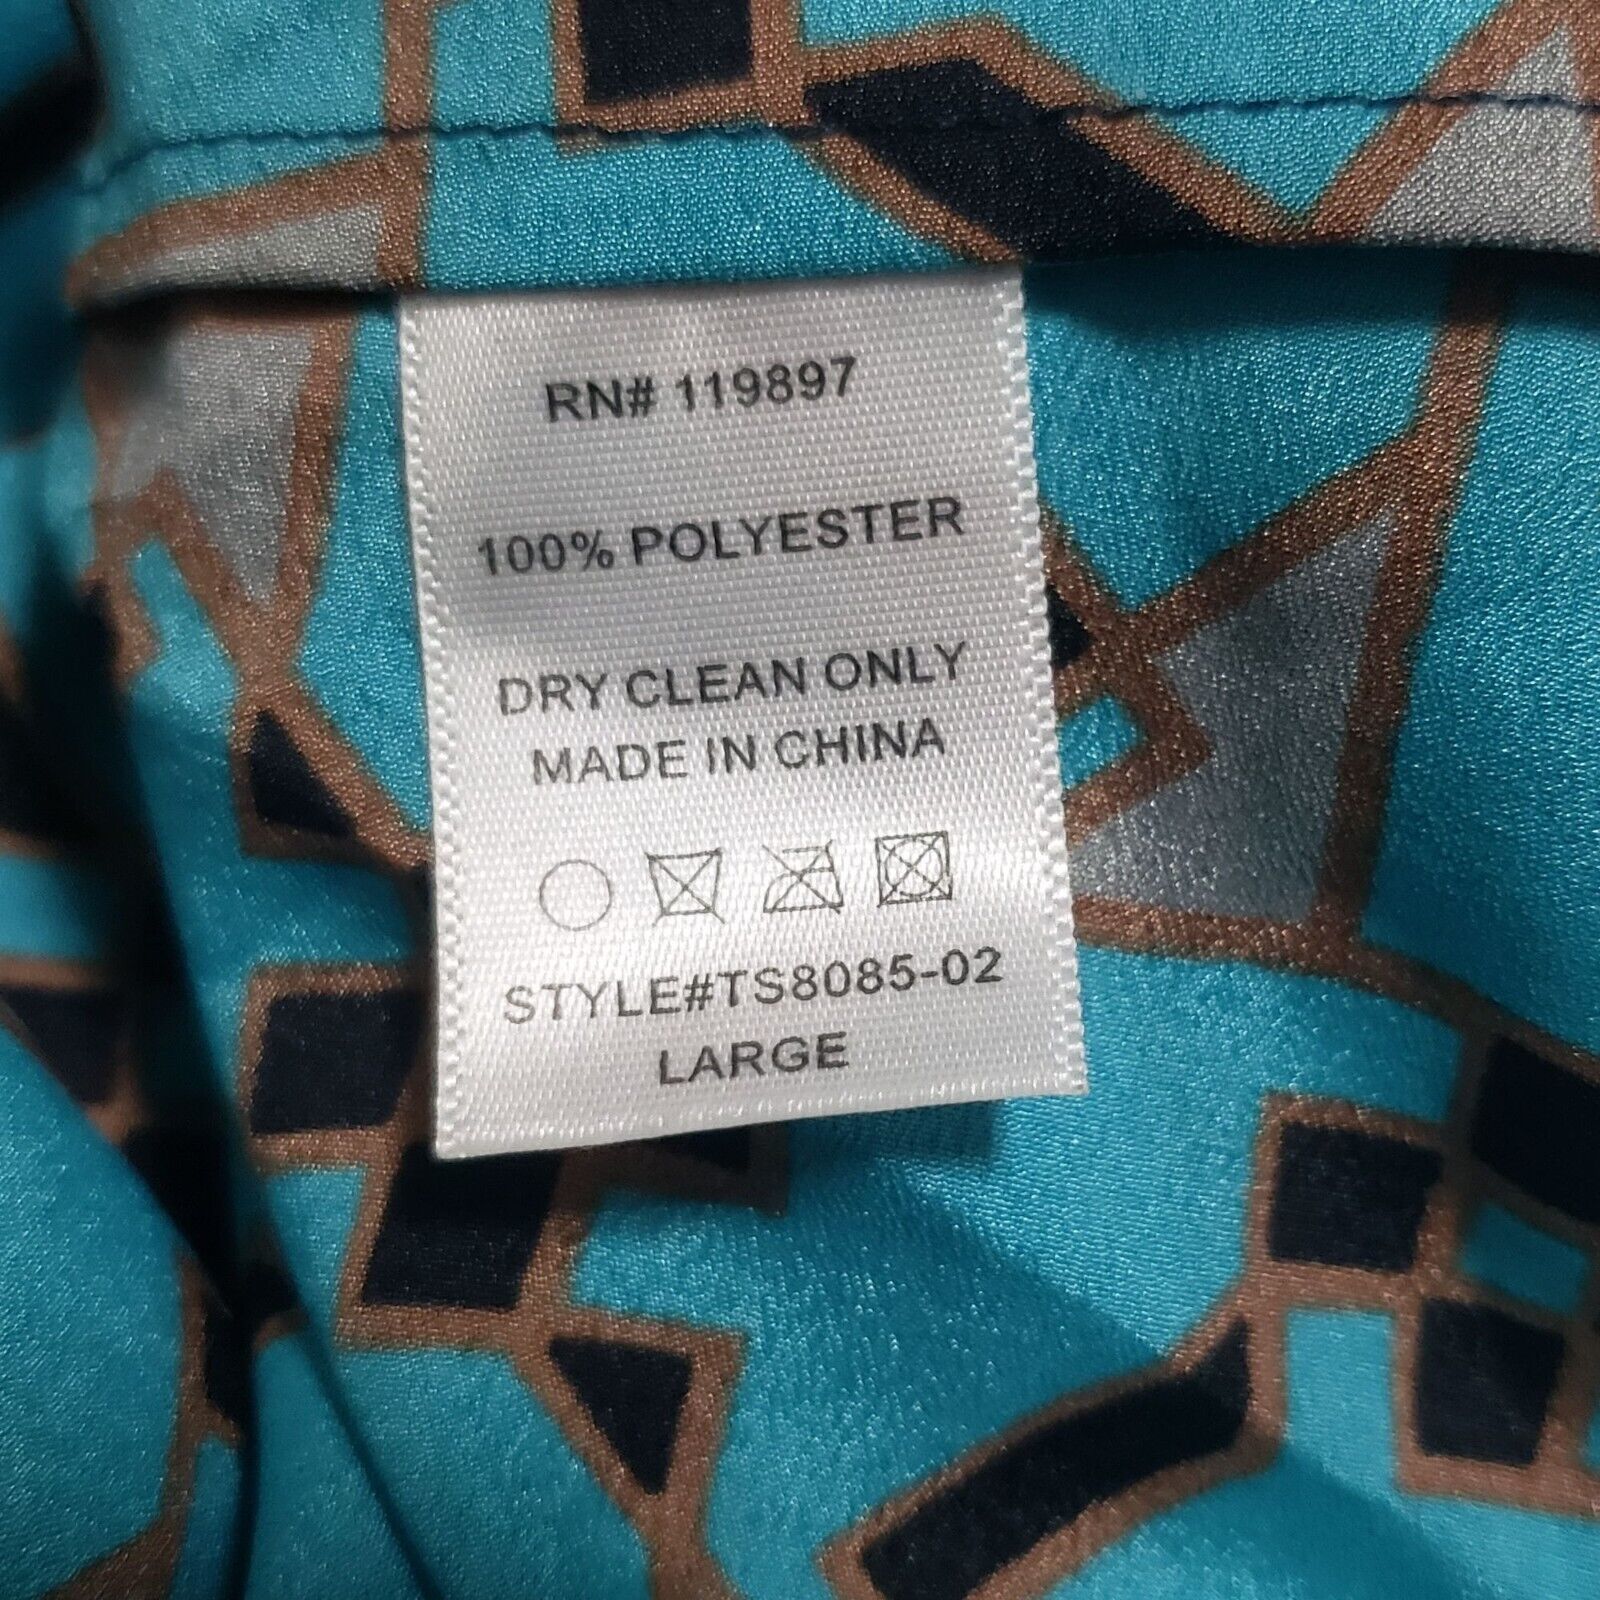 RN# 119897
100% POLYESTER
DRY CLEAN ONLY
MADE IN CHINA
STYLE#TS8085-02
LARGE